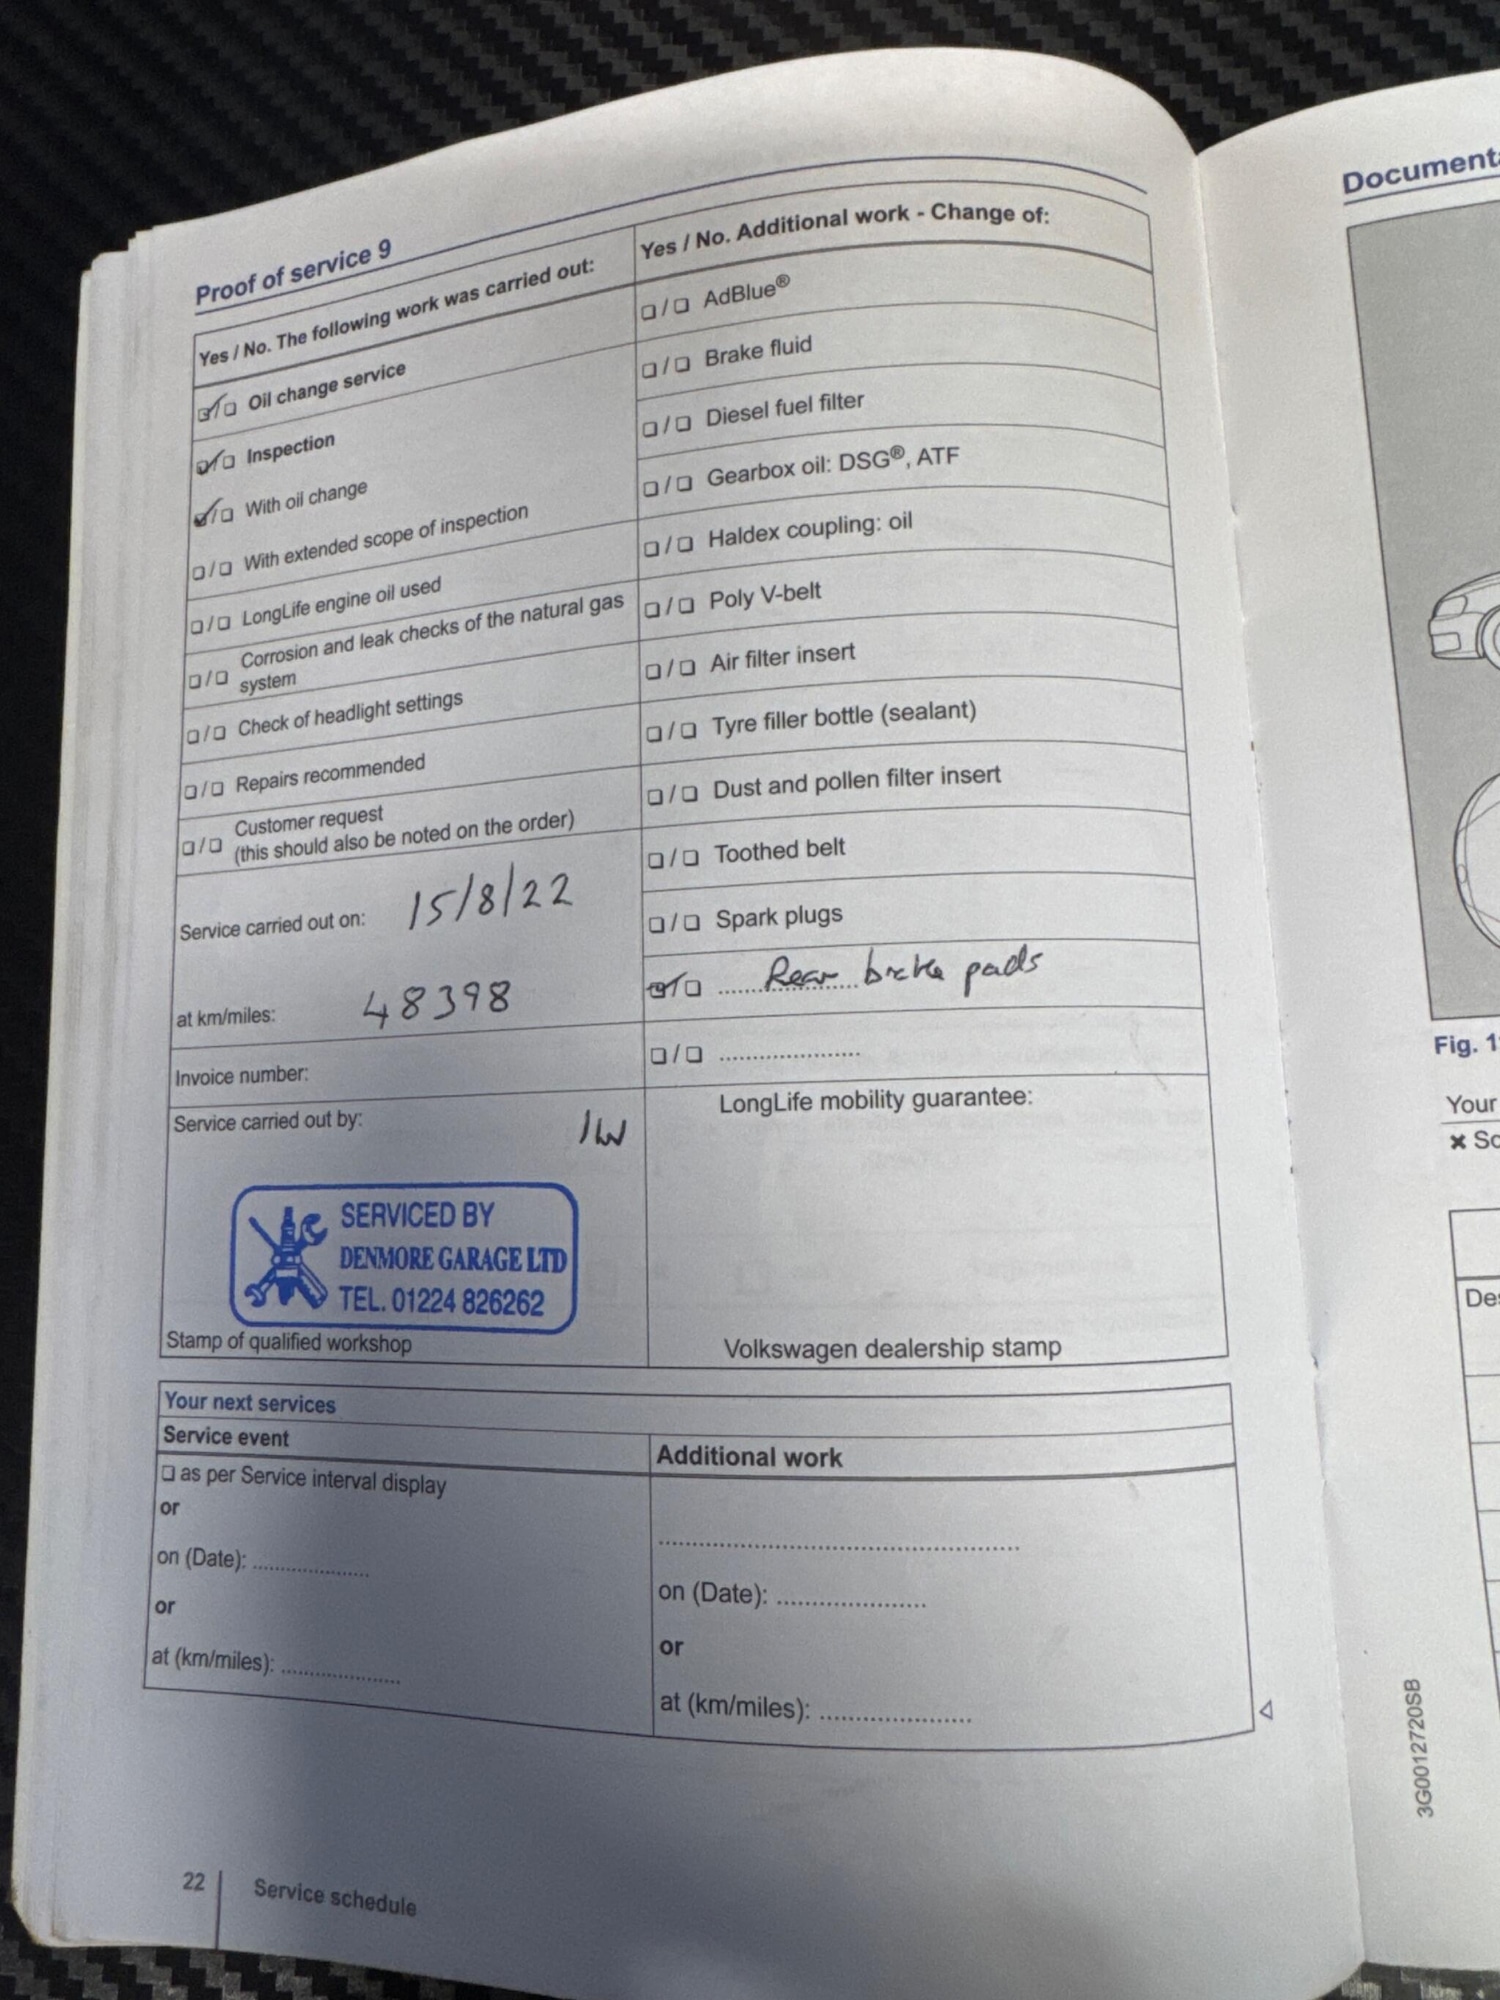 Proof of service 9
Yes / No. The following work was carried out:
☑/❏ Oil change service
☑/❏ Inspection
☑/❏ With oil change
❏/❏ With extended scope of inspection
❏/❏ LongLife engine oil used
❏/❏ Corrosion and leak checks of the natural gas
system
❏/❏ Check of headlight settings
❏/❏ Repairs recommended
❏/❏ Customer request
(this should also be noted on the order)
Service carried out on: 15/8/22
at km/miles: 48398
Invoice number:
Service carried out by:
IW
SERVICED BY
DENMORE GARAGE LTD
TEL. 01224 826262
Stamp of qualified workshop
Yes / No. Additional work - Change of:
❏/❏ AdBlue®
❏/❏ Brake fluid
❏/❏ Diesel fuel filter
❏/❏ Gearbox oil: DSG®, ATF
❏/❏ Haldex coupling: oil
❏/❏ Poly V-belt
❏/❏ Air filter insert
❏/❏ Tyre filler bottle (sealant)
❏/❏ Dust and pollen filter insert
❏/❏ Toothed belt
❏/❏ Spark plugs
☑/❏ Rear brake pads
❏/❏ ......................
LongLife mobility guarantee:
Volkswagen dealership stamp
Your next services
Service event
❏ as per Service interval display
or
on (Date): ..................
or
at (km/miles): ..................
Additional work
......................................................
on (Date): ......................
or
at (km/miles): ......................
22
Service schedule
Fig. 1
Your
3G0012720SB